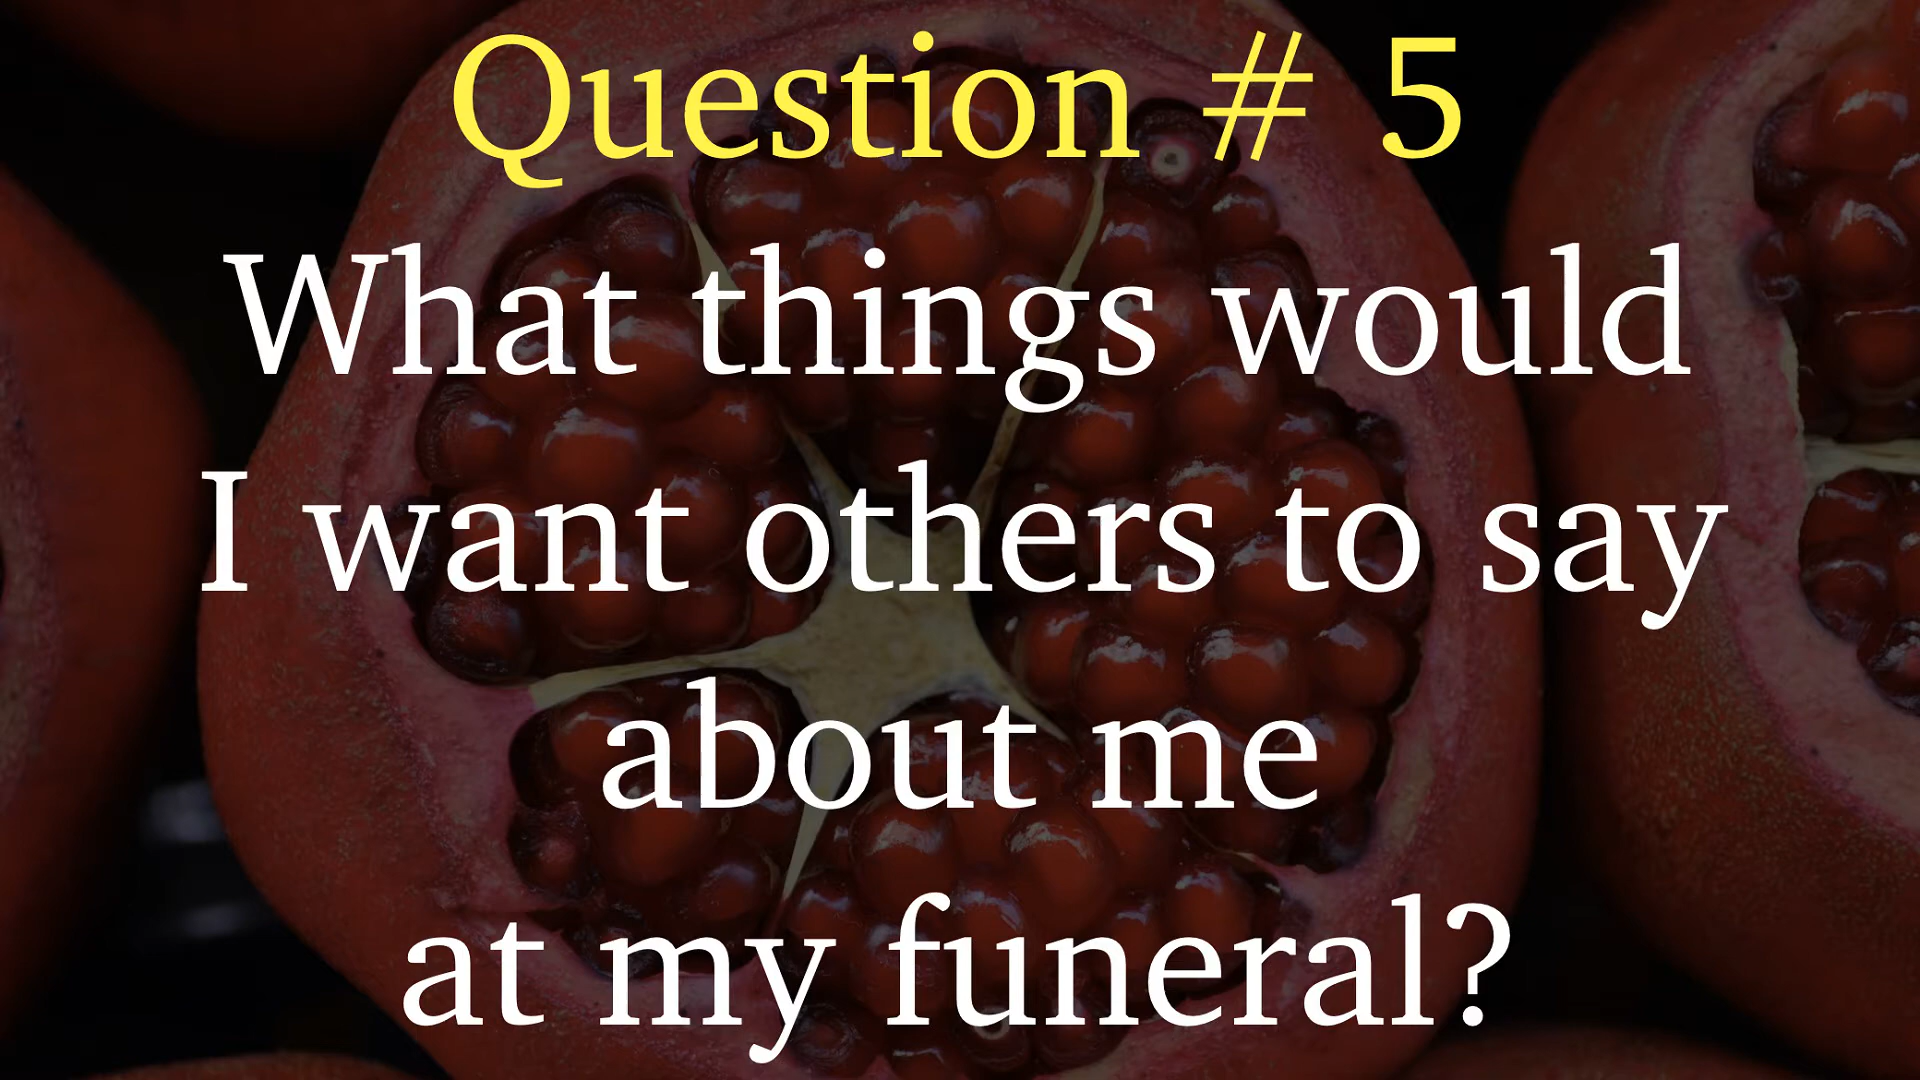 Question # 5
What things would
I want others to say
about me
at my funeral?